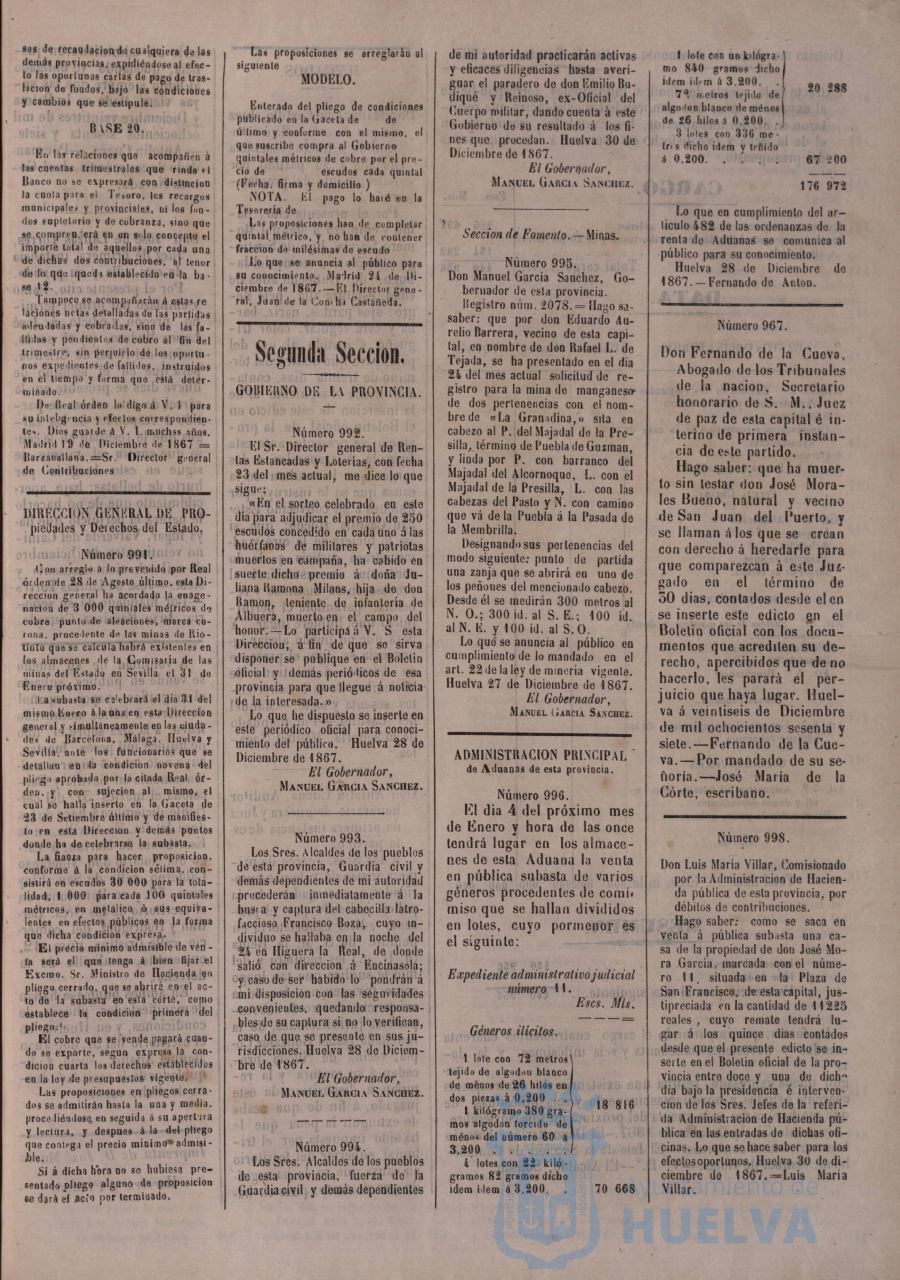 sos de recaudacion de cualquiera de las
demás provincias, expidiéndose al efec-
to las oportunas cartas de pago de tras-
lacion de fondos, bajo las condiciones
y cambios que se estipule.
BASE 20.
En las relaciones que acompañen á
las cuentas trimestrales que rinda el
Banco no se expresará con distincion
la cuota para el Tesoro, los recargos
municipales y provinciales, ni los fon-
dos supletorio y de cobranza, sino que
se comprenderá en un solo concepto el
importe total de aquellos por cada una
de dichas dos contribuciones, al tenor
de lo que queda establecido en la ba-
se 12.
Tampoco se acompañarán á estas re
laciones notas detalladas de las partidas
adeudadas y cobradas, sino de las fa-
llidas y pendientes de cobro al fin del
trimestre, sin perjuicio de los oportu-
nos expedientes de fallidos, instruidos
en el tiempo y forma que está deter-
minado.
De Real órden lo digo á V. I para
su inteligencia y efectos correspondien-
tes. Dios guarde á V. I. muchos años.
Madrid 19 de Diciembre de 1867 =
Barzanallana.=Sr. Director general
de Contribuciones
DIRECCION GENERAL DE PRO-
piedades y Derechos del Estado.
Número 991.
Con arreglo á lo prevenido por Real
órden de 28 de Agosto último, esta Di-
reccion general ha acordado la enage-
nacion de 3 000 quintales métricos de
cobre, punto de aleaciones, marca co-
rona, procedente de las minas de Rio-
tinto que se calcula habrá existentes en
los almacenes de la Comisaria de las
minas del Estado en Sevilla el 31 de
Enero próximo.
La subasta se celebrará el dia 31 del
mismo Enero á la una en esta Direccion
general y simultáneamente en las ciuda-
des de Barcelona, Málaga, Huelva y
Sevilla, ante los funcionarios que se
detallan en la condicion novena del
pliego aprobado por la citada Real ór-
den, y con sujecion al mismo, el
cual se halla inserto en la Gaceta de
23 de Setiembre último y de manifies-
to en esta Direccion y demás puntos
donde ha de celebrarse la subasta.
La fianza para hacer proposicion,
conforme á la condicion sétima, con-
sistirá en escudos 30 000 para la tota-
lidad, 1 000 para cada 100 quintales
métricos, en metálico ó sus equiva-
lentes en efectos públicos en la forma
que dicha condicion expresa.
El precio minimo admisible de ven-
ta será el que tenga á bien fijar el
Excmo. Sr. Ministro de Hacienda en
pliego cerrado, que se abrirá en el ac-
to de la subasta en esta córte, como
establece la condicion primera del
pliego.
El cobre que se vende pagará cuan-
do se exporte, segun expresa la con-
dicion cuarta los derechos establecidos
en la ley de presupuestos vigente.
Las proposiciones en pliegos cerra-
dos se admitirán hasta la una y media,
procediéndose en seguida á su apertura
y lectura, y despues á la del pliego
que contega el precio minimo admisi-
ble.
Si á dicha hora no se hubiese pre-
sentado pliego alguno de proposicion
se dará el acto por terminado.
Las proposiciones se arreglarán al
siguiente
MODELO.
Enterado del pliego de condiciones
publicado en la Gaceta de de
último y conforme con el mismo, el
que suscribe compra al Gobierno
quintales métricos de cobre por el pre-
cio de escudos cada quintal
(Fecha, firma y domicilio )
NOTA. El pago lo haré en la
Tesoreria de
Las proposiciones han de completar
quintal métrico, y no han de contener
fraccion de milésimas de escudo
Lo que se anuncia al público para
su conocimiento. Madrid 24 de Di-
ciembre de 1867.—El Director gene-
ral, Juan de la Concha Castañeda.
Segunda Seccion.
GOBIERNO DE LA PROVINCIA.
Número 992.
El Sr. Director general de Ren-
tas Estancadas y Loterias, con fecha
23 del mes actual, me dice lo que
sigue:
«En el sorteo celebrado en este
dia para adjudicar el premio de 250
escudos concedido en cada uno á las
huérfanas de militares y patriotas
muertos en campaña, ha cabido en
suerte dicho premio á doña Ju-
liana Ramona Milans, hija de don
Ramon, teniente de infantería de
Albuera, muerto en el campo del
honor.—Lo participá á V. S esta
Direccion, á fin de que se sirva
disponer se publique en el Boletin
oficial y demás periódicos de esa
provincia para que llegue á noticia
de la interesada.»
Lo que he dispuesto se inserte en
este periódico oficial para conoci-
miento del público. Huelva 28 de
Diciembre de 1867.
El Gobernador,
MANUEL GARCIA SANCHEZ.
Número 993.
Los Sres. Alcaldes de los pueblos
de esta provincia, Guardia civil y
demás dependientes de mi autoridad
procederán inmediatamente á la
busca y captura del cabecilla latro-
faccioso Francisco Boza, cuyo in-
dividuo se hallaba en la noche del
24 en Higuera la Real, de donde
salió con direccion á Encinasola;
y caso de ser habido lo pondrán á
mi disposicion con las seguridades
convenientes, quedando responsa-
bles de su captura si no lo verifican,
caso de que se presente en sus ju-
risdicciones. Huelva 28 de Diciem-
bre de 1867.
El Gobernador,
MANUEL GARCIA SANCHEZ.
Número 994.
Los Sres. Alcaldes de los pueblos
de esta provincia, fuerza de la
Guardia civil y demás dependientes
de mi autoridad practicarán activas
y eficaces diligencias hasta averi-
guar el paradero de don Emilio Bu-
diqué y Reinoso, ex-Oficial del
Cuerpo militar, dando cuenta á este
Gobierno de su resultado á los fi-
nes que procedan. Huelva 30 de
Diciembre de 1867.
El Gobernador,
MANUEL GARCIA SANCHEZ.
Seccion de Fomento.—Minas.
Número 995.
Don Manuel Garcia Sanchez, Go-
bernador de esta provincia.
Registro núm. 2078.=Hago sa-
saber: que por don Eduardo Au-
relio Barrera, vecino de esta capi-
tal, en nombre de don Rafael L. de
Tejada, se ha presentado en el dia
24 del mes actual solicitud de re-
gistro para la mina de manganeso
de dos pertenencias con el nom-
bre de «La Granadina,» sita en
cabezo al P. del Majadal de la Pre-
silla, término de Puebla de Guzman,
y linda por P. con barranco del
Majadal del Alcornoque, L. con el
Majadal de la Presilla, L. con las
cabezas del Pasto y N. con camino
que vá de la Puebla á la Pasada de
la Membrilla.
Designando sus pertenencias del
modo siguiente: punto de partida
una zanja que se abrirá en uno de
los peñones del mencionado cabezo.
Desde él se medirán 300 metros al
N. O.; 300 id. al S. E.; 100 id.
al N. E. y 100 id. al S. O.
Lo qué se anuncia al público en
cumplimiento de lo mandado en el
art. 22 de la ley de minería vigente.
Huelva 27 de Diciembre de 1867.
El Gobernador,
MANUEL GARCIA SANCHEZ.
ADMINISTRACION PRINCIPAL
de Aduanas de esta provincia.
Número 996.
El dia 4 del próximo mes
de Enero y hora de las once
tendrá lugar en los almace-
nes de esta Aduana la venta
en pública subasta de varios
géneros procedentes de comi
miso que se hallan divididos
en lotes, cuyo pormenor es
el siguiente:
Expediente administrativo judicial
número 11.
Escs. Mls.
Géneros ilicitos.
1 lote con 72 metros
tejido de algodon blanco
de ménos de 26 hilos en
dos piezas á 0,200 . .
1 kilógramo 380 gra-
mos algodon torcido de
ménos del número 60 á
3,200. . . . . . 18 816
4 lotes con 22 kiló-
gramos 82 gramos dicho
idem idem á 3,200. . 70 668
1 lote con un kilógra-
mo 840 gramos dicho
idem idem á 3.200. .
7? metros tejido de
algodon blanco de ménos
de 26 hilos á 0,200. . 20 288
3 lotes con 336 me-
tros dicho idem y teñido
á 0,200. . . . . 67 200
176 972
Lo que en cumplimiento del ar-
ticulo 482 de las ordenanzas de la
renta de Aduanas se comunica al
público para su conocimiento.
Huelva 28 de Diciembre de
1867.—Fernando de Anton.
Número 967.
Don Fernando de la Cueva,
Abogado de los Tribunales
de la nacion, Secretario
honorario de S. M., Juez
de paz de esta capital é in-
terino de primera instan-
cia de este partido.
Hago saber: que ha muer-
to sin testar don José Mora-
les Bueno, natural y vecino
de San Juan del Puerto, y
se llaman á los que se crean
con derecho á heredarle para
que comparezcan á este Juz-
gado en el término de
30 dias, contados desde el en
se inserte este edicto en el
Boletin oficial con los docu-
mentos que acrediten su de-
recho, apercibidos que de no
hacerlo, les parará el per-
juicio que haya lugar. Huel-
va á veintiseis de Diciembre
de mil ochocientos sesenta y
siete.—Fernando de la Cue-
va.—Por mandado de su se-
ñoria.—José Maria de la
Córte, escribano.
Número 998.
Don Luis Maria Villar, Comisionado
por la Administracion de Hacien-
da pública de esta provincia, por
débitos de contribuciones.
Hago saber: como se saca en
venta á pública subasta una ca-
sa de la propiedad de don José Mo-
ra Garcia, marcada con el núme-
ro 11, situada en la Plaza de
San Francisco, de esta capital, jus-
tipreciada en la cantidad de 11225
reales, cuyo remate tendrá lu-
gar á los quince dias contados
desde que el presente edicto se in-
serte en el Boletin oficial de la pro-
vincia entre doce y una de dicho
dia bajo la presidencia é interven-
cion de los Sres. Jefes de la referi-
da Administracion de Hacienda pú-
blica en las entradas de dichas ofi-
cinas. Lo que se hace saber para los
efectos oportunos. Huelva 30 de di-
ciembre de 1867.=Luis Maria
Villar.
Ayuntamiento de
HUELVA